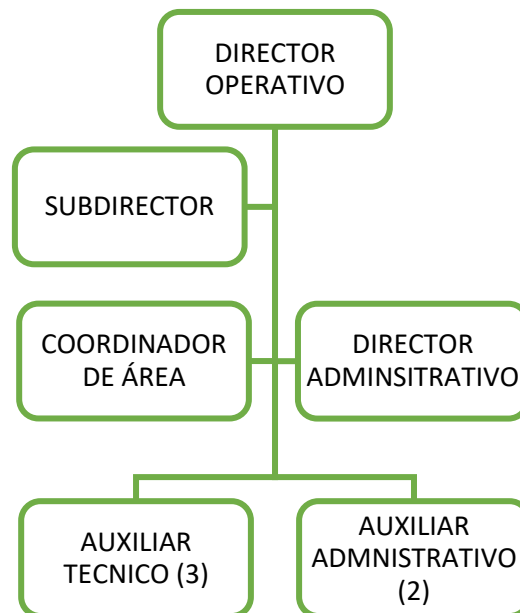 DIRECTOR
OPERATIVO
SUBDIRECTOR
COORDINADOR
DE ÁREA
DIRECTOR
ADMINSITRATIVO
AUXILIAR
TECNICO (3)
AUXILIAR
ADMNISTRATIVO
(2)